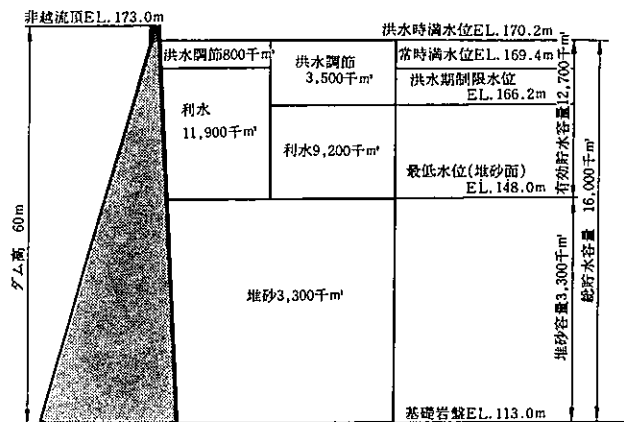 非越流頂EL.173.0m
洪水時満水位EL.170.2m
洪水調節800千m³
洪水調節
3,500千m³
常時満水位EL.169.4m
洪水期制限水位
EL.166.2m
利水
11,900千m³
利水9,200千m³
最低水位(堆砂面)
EL.148.0m
有効貯水容量12,700千m³
総貯水容量 16,000千m³
ダム高 60m
堆砂3,300千m³
堆砂容量3,300千m³
基礎岩盤EL.113.0m